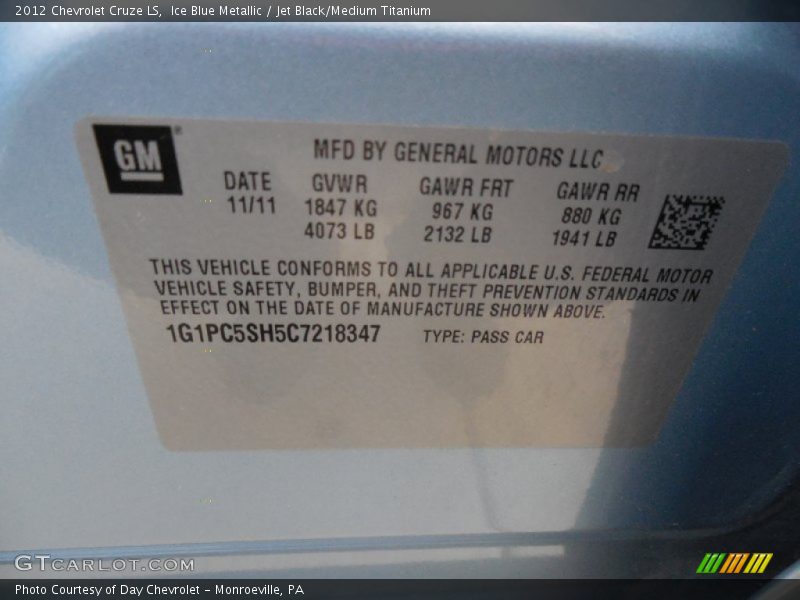 2012 Chevrolet Cruze LS, Ice Blue Metallic / Jet Black/Medium Titanium
GM
MFD BY GENERAL MOTORS LLC
DATE GVWR GAWR FRT GAWR RR
11/11 1847 KG 967 KG 880 KG
4073 LB 2132 LB 1941 LB
THIS VEHICLE CONFORMS TO ALL APPLICABLE U.S. FEDERAL MOTOR
VEHICLE SAFETY, BUMPER, AND THEFT PREVENTION STANDARDS IN
EFFECT ON THE DATE OF MANUFACTURE SHOWN ABOVE.
1G1PC5SH5C7218347 TYPE: PASS CAR
GTCARLOT.COM
Photo Courtesy of Day Chevrolet - Monroeville, PA